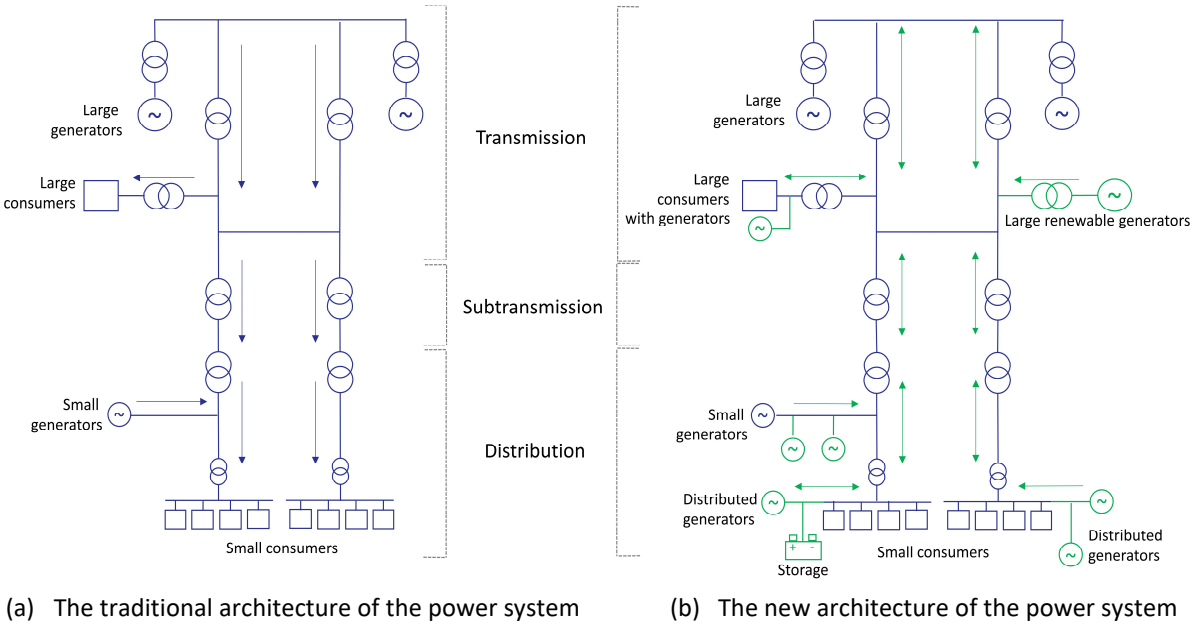 Large
generators
Large
consumers
Small
generators
Small consumers
Transmission
Subtransmission
Distribution
Large
generators
Large
consumers
with generators
Large renewable generators
Small
generators
Distributed
generators
+ -
Storage
Small consumers
Distributed
generators
(a) The traditional architecture of the power system
(b) The new architecture of the power system